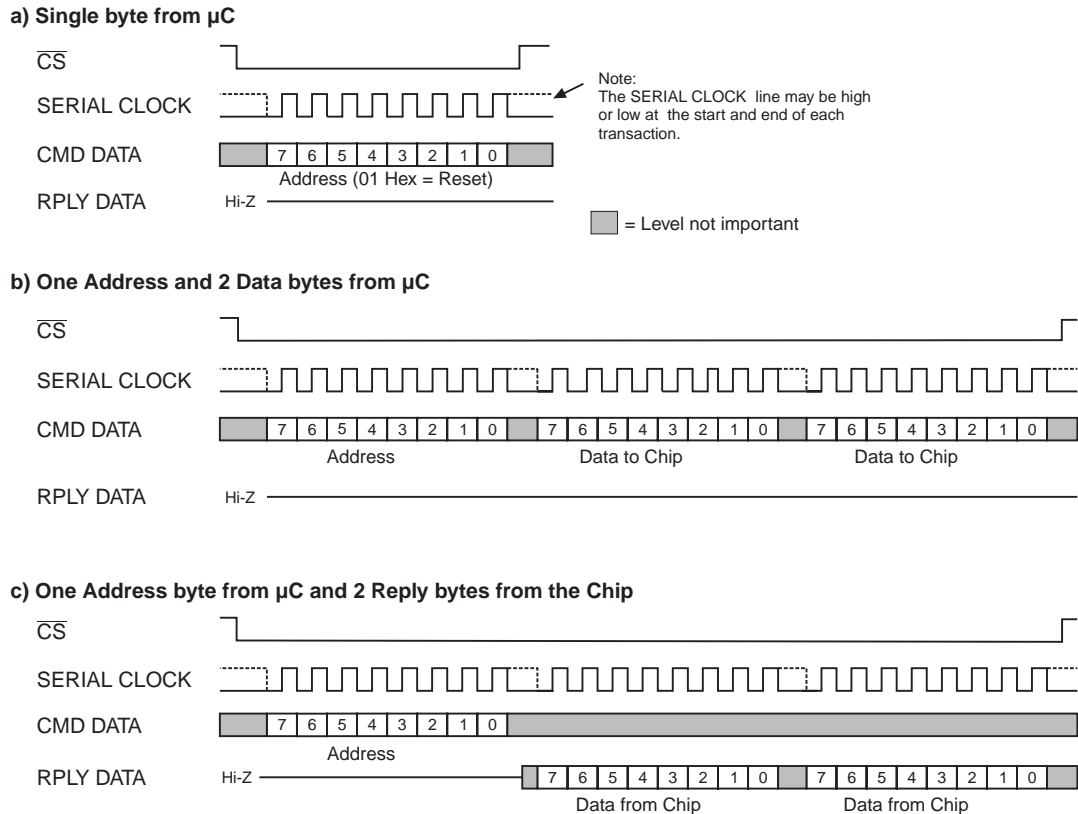 a) Single byte from µC
CS
SERIAL CLOCK
Note:
The SERIAL CLOCK line may be high
or low at the start and end of each
transaction.
CMD DATA
7 6 5 4 3 2 1 0
Address (01 Hex = Reset)
RPLY DATA
Hi-Z
= Level not important
b) One Address and 2 Data bytes from µC
CS
SERIAL CLOCK
CMD DATA
7 6 5 4 3 2 1 0 7 6 5 4 3 2 1 0 7 6 5 4 3 2 1 0
Address Data to Chip Data to Chip
RPLY DATA
Hi-Z
c) One Address byte from µC and 2 Reply bytes from the Chip
CS
SERIAL CLOCK
CMD DATA
7 6 5 4 3 2 1 0
Address
RPLY DATA
Hi-Z
7 6 5 4 3 2 1 0 7 6 5 4 3 2 1 0
Data from Chip Data from Chip